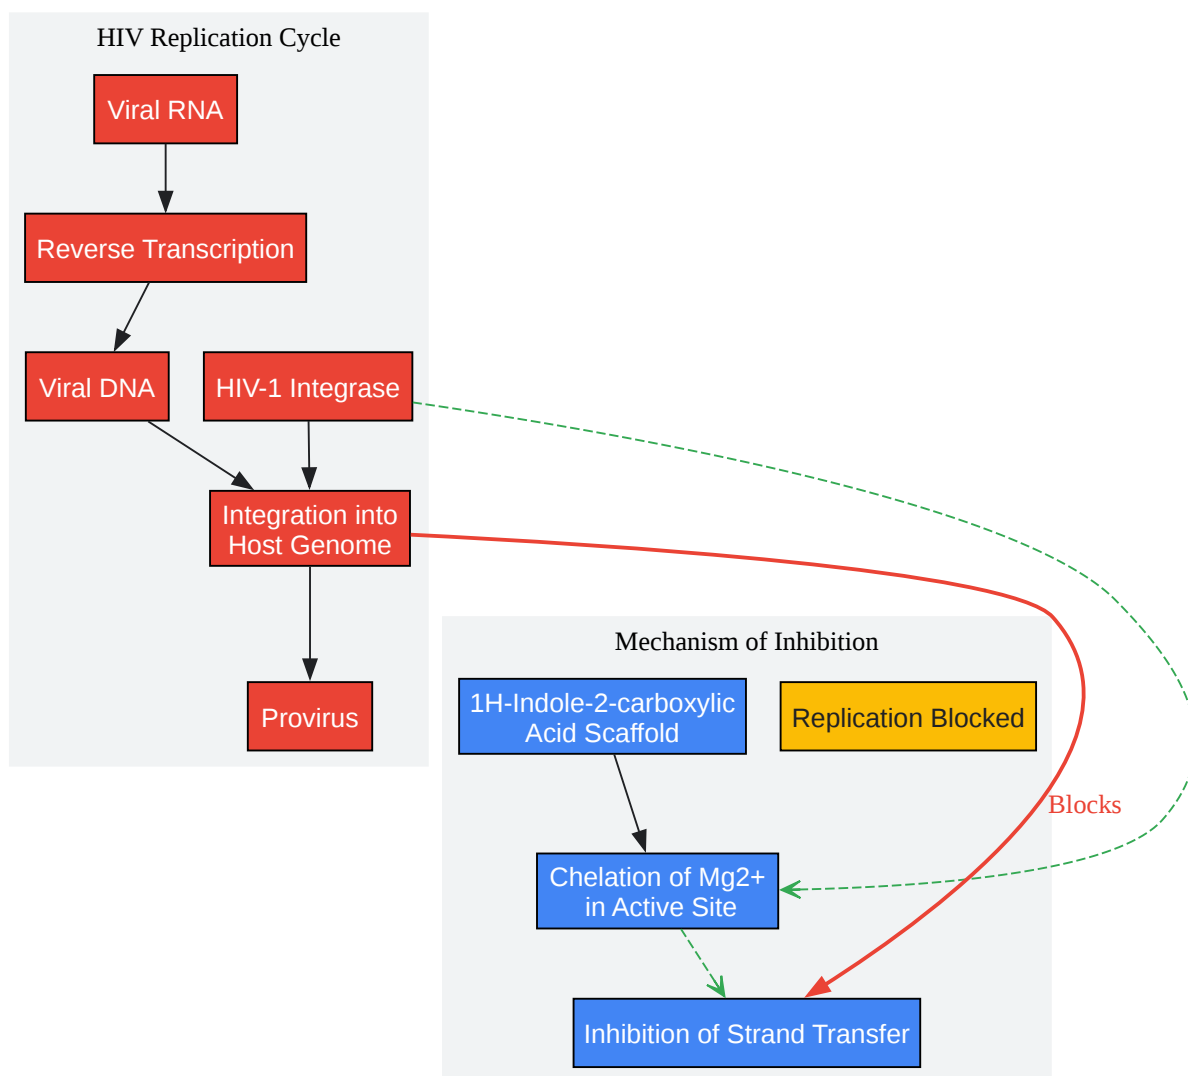 HIV Replication Cycle
Viral RNA
Reverse Transcription
Viral DNA
HIV-1 Integrase
Integration into
Host Genome
Provirus
Mechanism of Inhibition
1H-Indole-2-carboxylic
Acid Scaffold
Replication Blocked
Blocks
Chelation of Mg2+
in Active Site
Inhibition of Strand Transfer